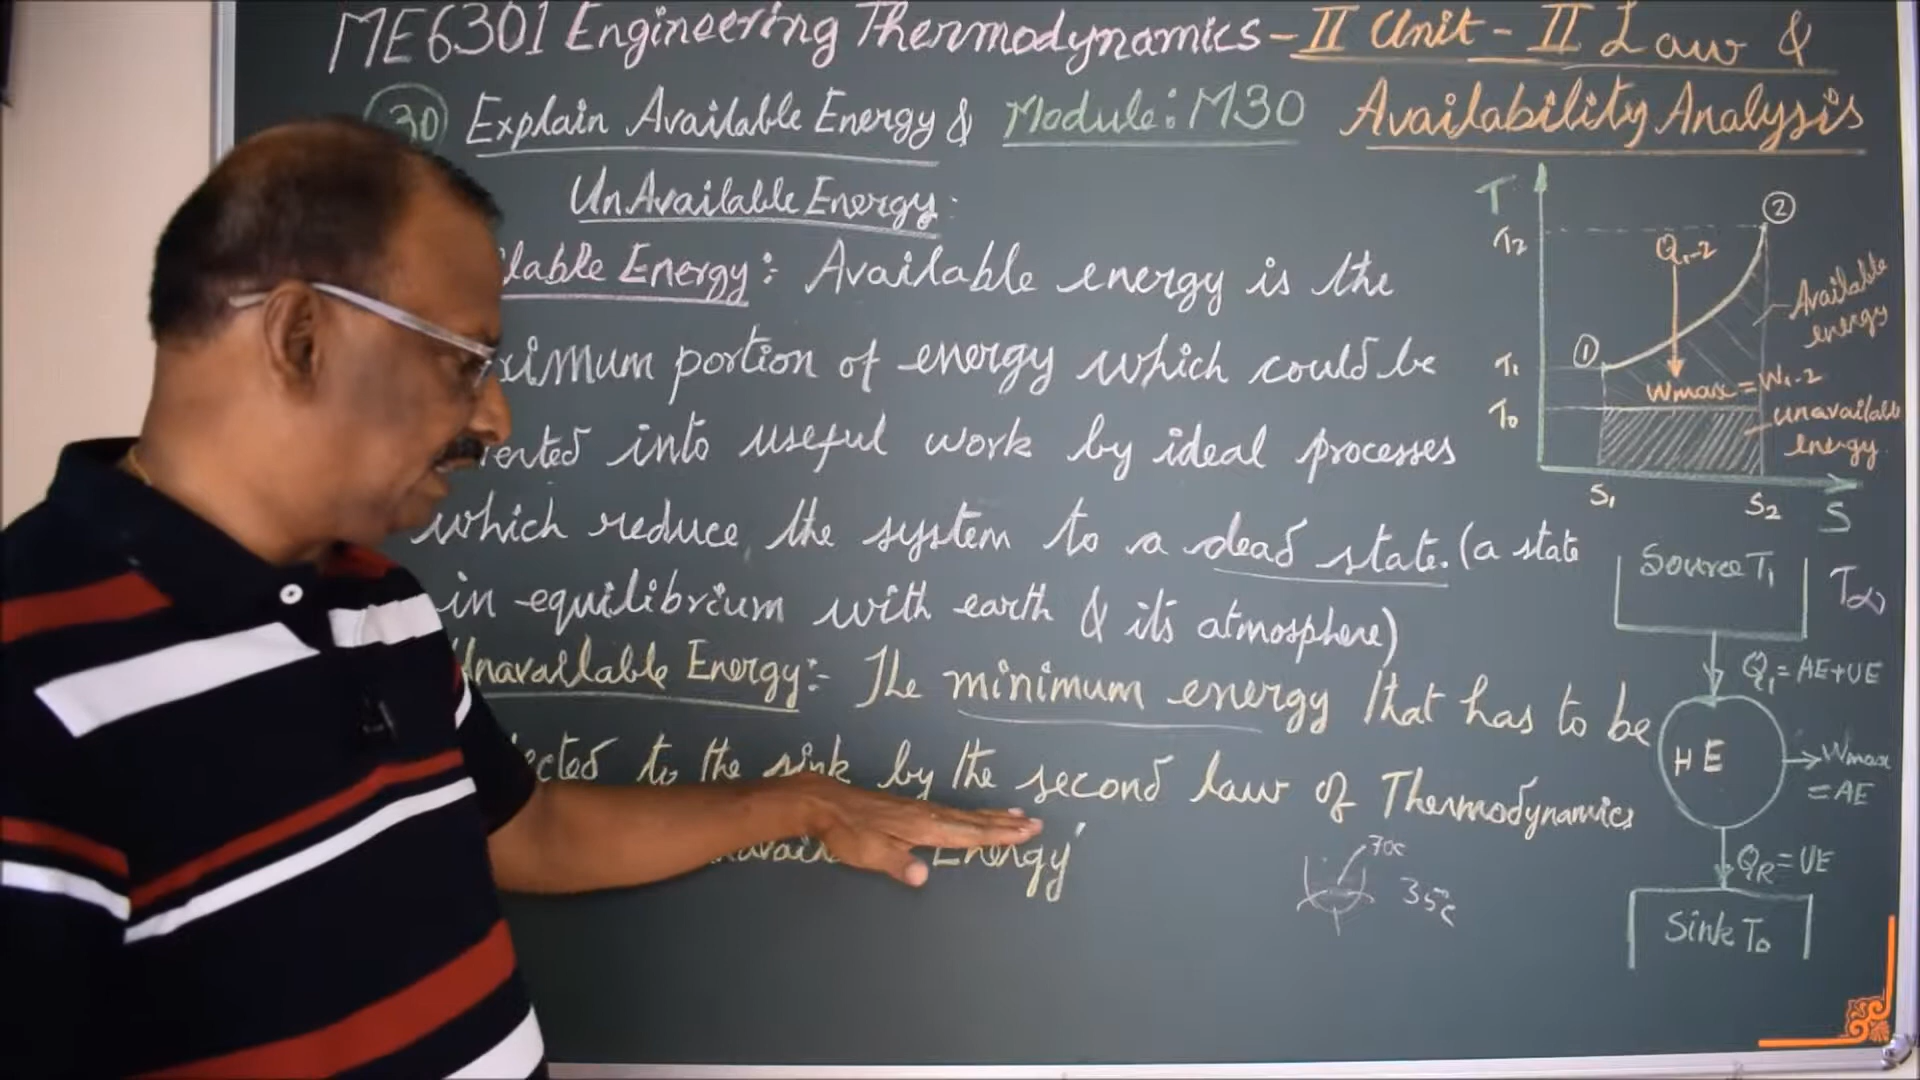 ME6301 Engineering Thermodynamics - II Unit - II Law &
Availability Analysis
30 Explain Available Energy & Module: M30
UnAvailable Energy:
lable Energy:- Available energy is the
ximum portion of energy which could be
verted into useful work by ideal processes
which reduce the system to a dead state. (a state
in equilibrium with earth & its atmosphere)
Unavailable Energy:- The minimum energy that has to be
jected to the sink by the second law of Thermodynamics
Energy'
T
T2
T1
T0
1
2
Q1-2
Wmax = W1-2
Available
energy
unavailable
energy
S1
S2
S
Source T1
T∞
Q1 = AE+UE
HE
Wmax
= AE
QR = UE
Sink T0
35°c